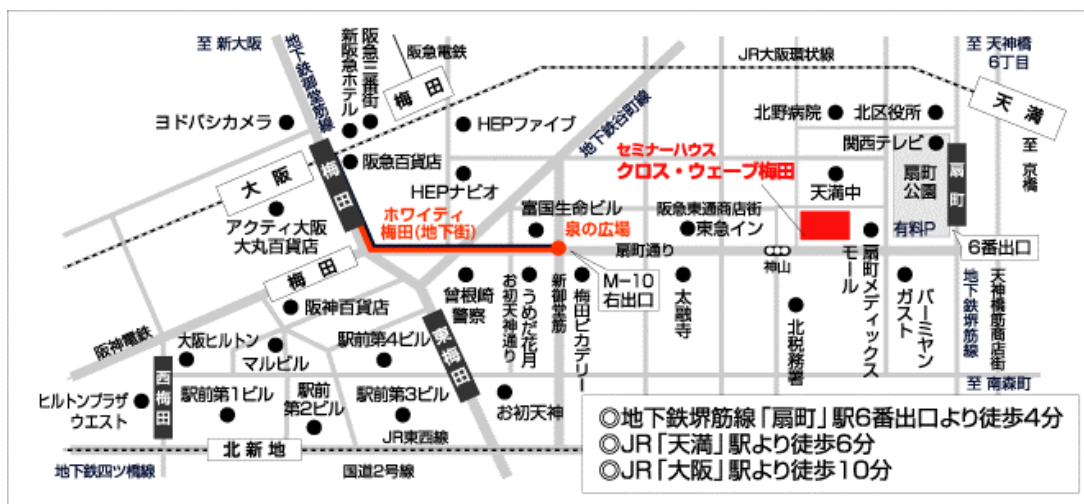 至 新大阪
地下鉄御堂筋線
新阪急ホテル
阪急三番街
阪急電鉄
梅田
JR大阪環状線
至 天神橋
6丁目
天満
ヨドバシカメラ
HEPファイブ
地下鉄谷町線
北野病院
北区役所
関西テレビ
至 京橋
梅田
阪急百貨店
大阪
HEPナビオ
セミナーハウス
クロス・ウェーブ梅田
天満中
扇町
公園
扇町
アクティ大阪
大丸百貨店
ホワイティ
梅田(地下街)
富国生命ビル
泉の広場
阪急東通商店街
東急イン
扇町通り
神山
有料P
6番出口
梅田
阪神百貨店
曾根崎
警察
お初天神通り
うめだ花月
新御堂筋
M-10
右出口
梅田ピカデリー
太融寺
北税務署
扇町メディックス
モール
ガスト
バーミヤン
地下鉄堺筋線
天神橋筋商店街
阪神電鉄
大阪ヒルトン
マルビル
駅前第4ビル
東梅田
西梅田
ヒルトンプラザ
ウエスト
駅前第1ビル
駅前
第2ビル
駅前第3ビル
お初天神
至 南森町
JR東西線
北新地
地下鉄四ツ橋線
国道2号線
◎地下鉄堺筋線「扇町」駅6番出口より徒歩4分
◎JR「天満」駅より徒歩6分
◎JR「大阪」駅より徒歩10分